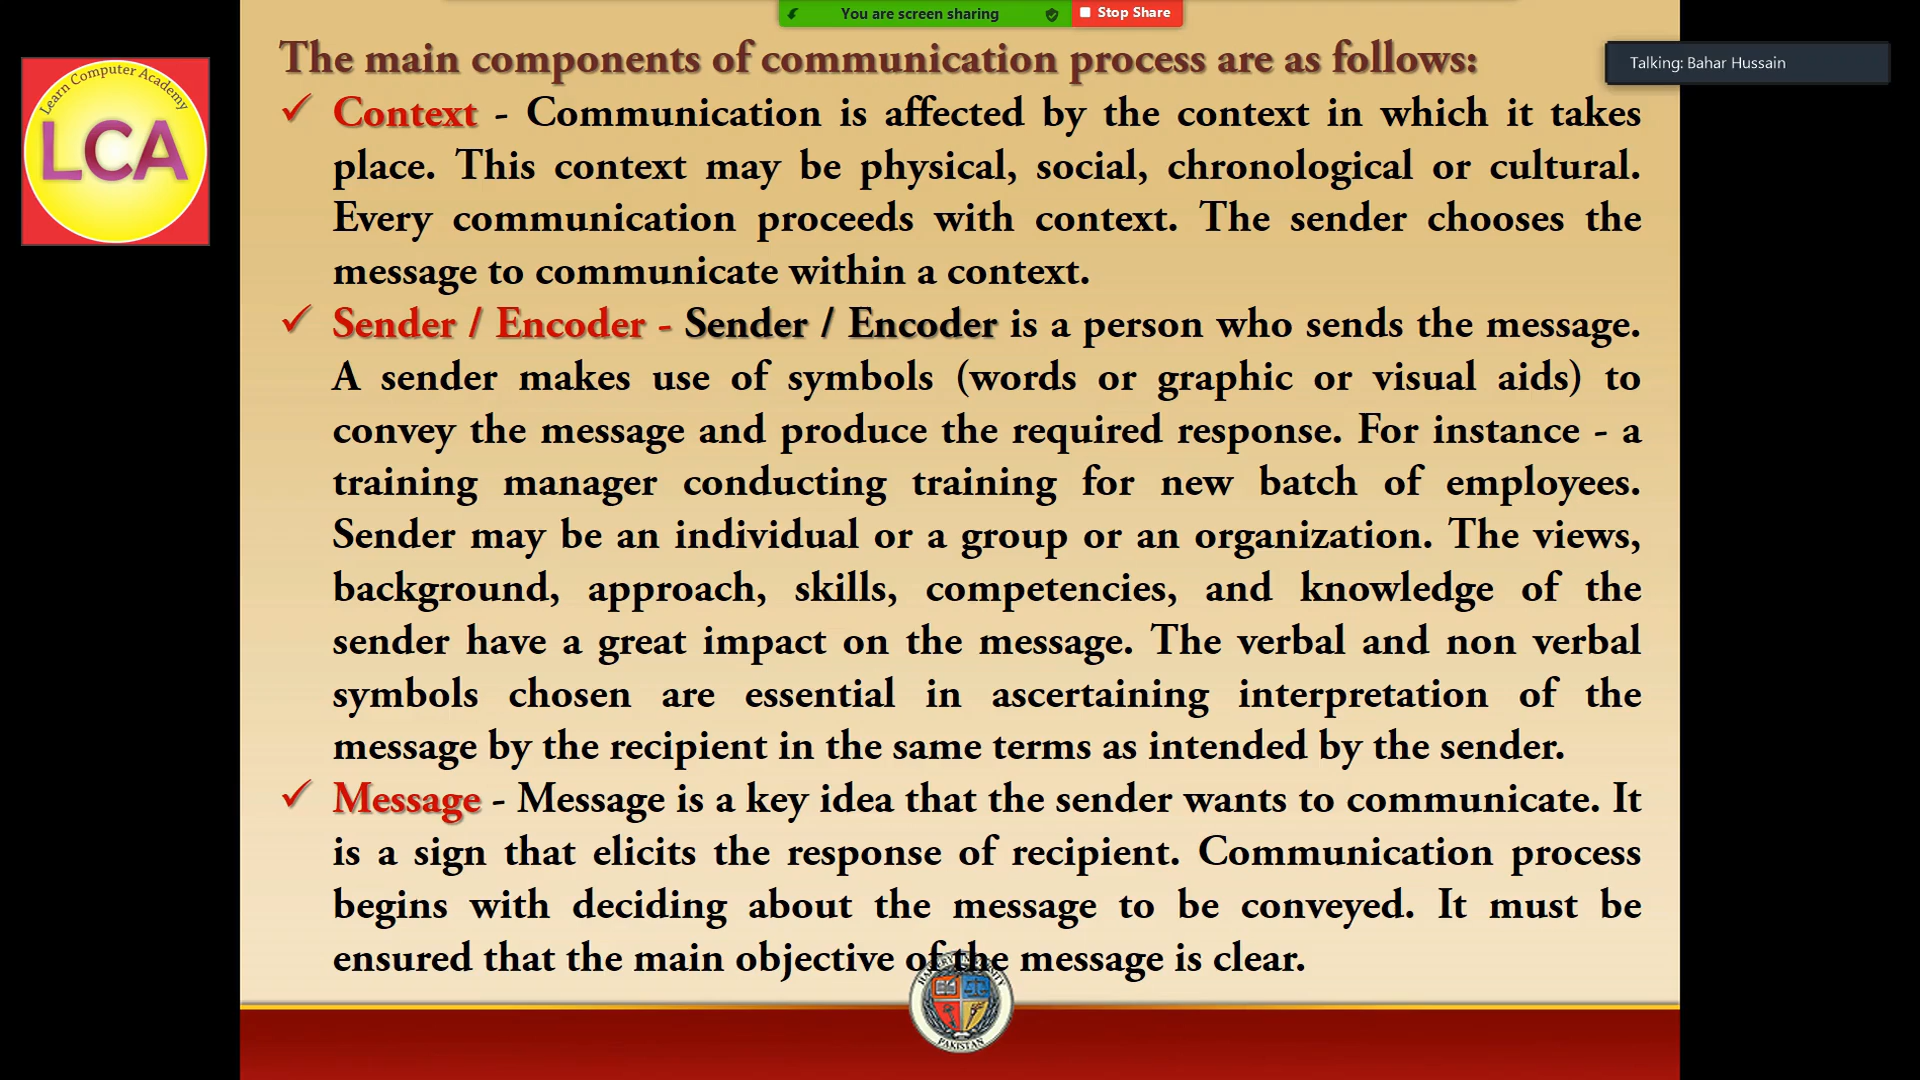 You are screen sharing
Stop Share
Talking: Bahar Hussain
Learn Computer Academy
LCA
The main components of communication process are as follows:
Context - Communication is affected by the context in which it takes
place. This context may be physical, social, chronological or cultural.
Every communication proceeds with context. The sender chooses the
message to communicate within a context.
Sender / Encoder - Sender / Encoder is a person who sends the message.
A sender makes use of symbols (words or graphic or visual aids) to
convey the message and produce the required response. For instance - a
training manager conducting training for new batch of employees.
Sender may be an individual or a group or an organization. The views,
background, approach, skills, competencies, and knowledge of the
sender have a great impact on the message. The verbal and non verbal
symbols chosen are essential in ascertaining interpretation of the
message by the recipient in the same terms as intended by the sender.
Message - Message is a key idea that the sender wants to communicate. It
is a sign that elicits the response of recipient. Communication process
begins with deciding about the message to be conveyed. It must be
ensured that the main objective of the message is clear.
PAKISTAN